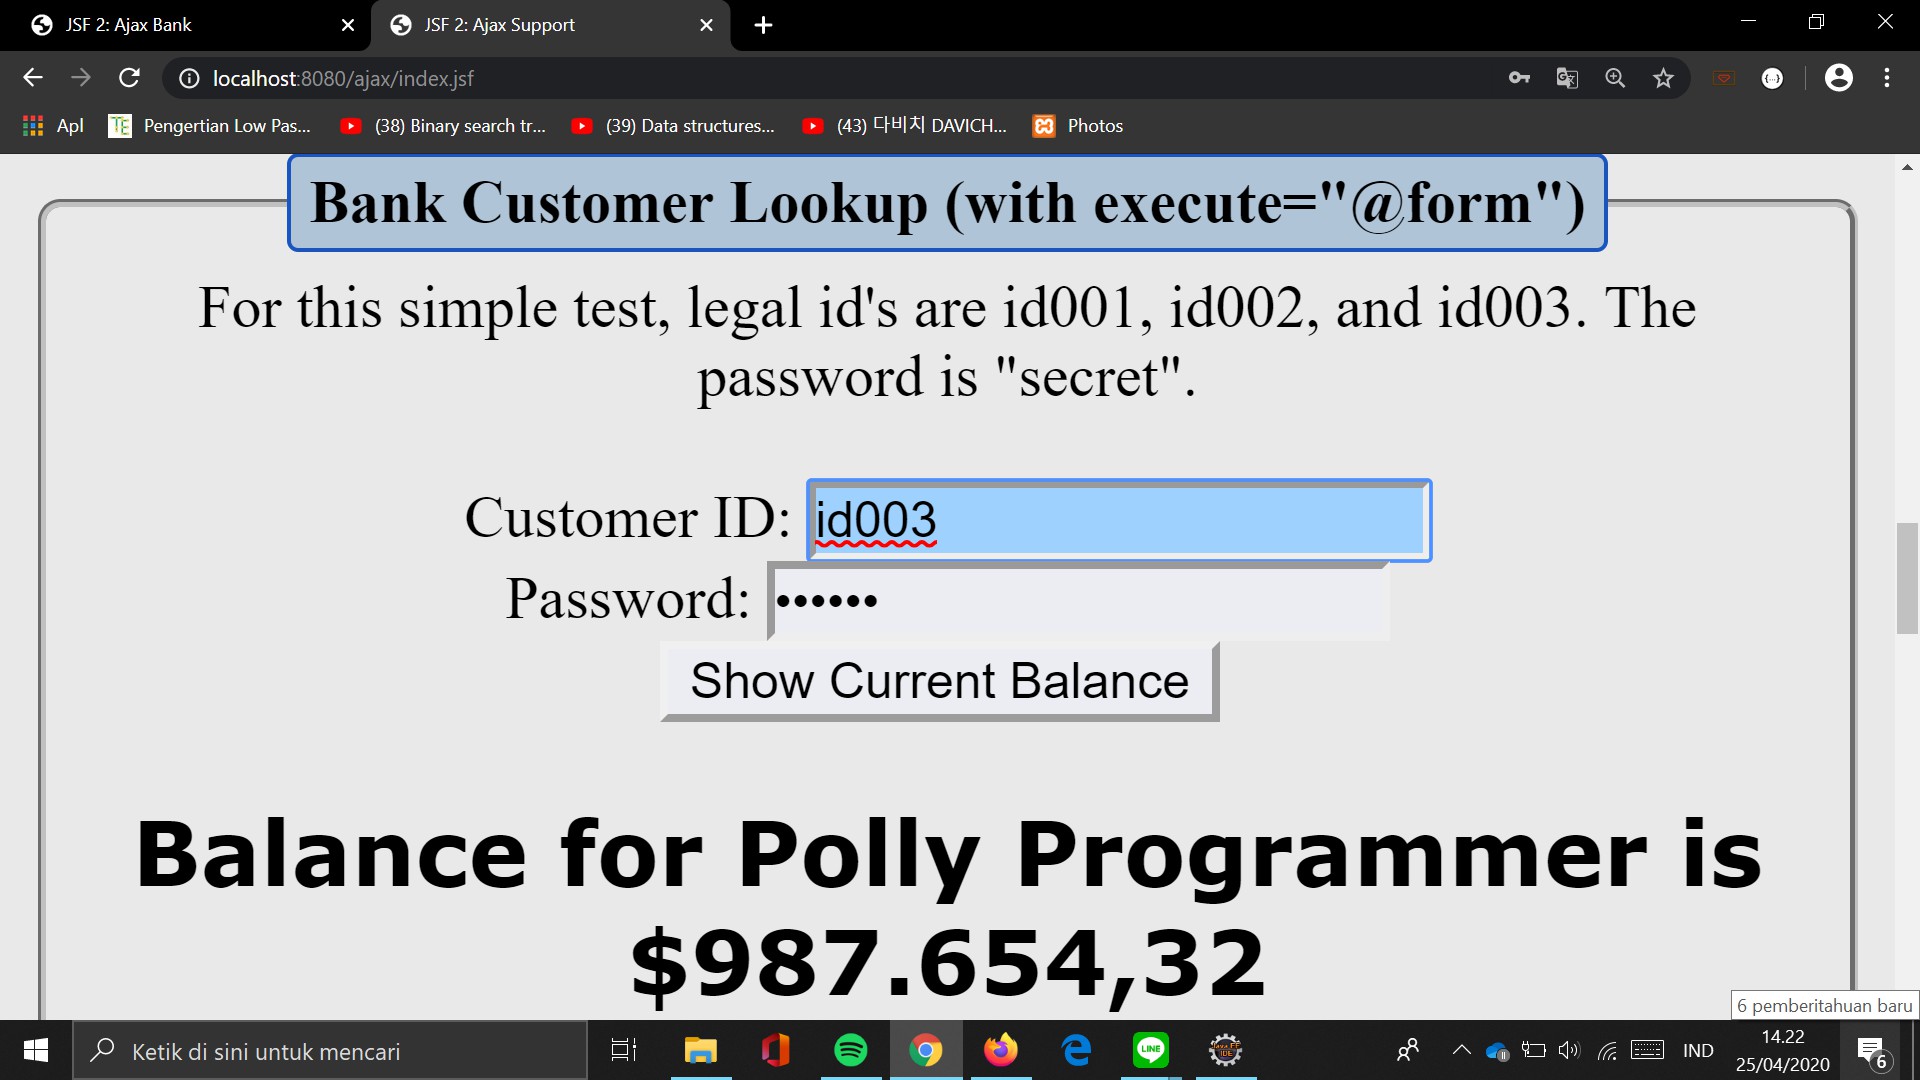 JSF 2: Ajax Bank
JSF 2: Ajax Support
localhost:8080/ajax/index.jsf
Apl
Pengertian Low Pas...
(38) Binary search tr...
(39) Data structures...
(43) 다비치 DAVICH...
Photos
Bank Customer Lookup (with execute="@form")
For this simple test, legal id's are id001, id002, and id003. The
password is "secret".
Customer ID: id003
Password: ••••••
Show Current Balance
Balance for Polly Programmer is
$987.654,32
6 pemberitahuan baru
Ketik di sini untuk mencari
LINE
Java EE
IDE
IND
14.22
25/04/2020
6